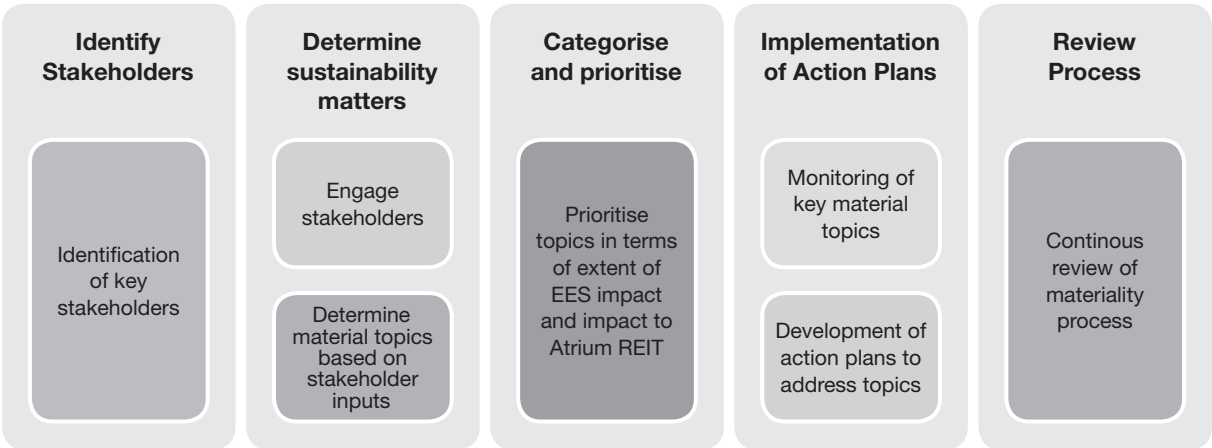 Identify
Stakeholders
Identification
of key
stakeholders
Determine
sustainability
matters
Engage
stakeholders
Determine
material topics
based on
stakeholder
inputs
Categorise
and prioritise
Prioritise
topics in terms
of extent of
EES impact
and impact to
Atrium REIT
Implementation
of Action Plans
Monitoring of
key material
topics
Development of
action plans to
address topics
Review
Process
Continous
review of
materiality
process